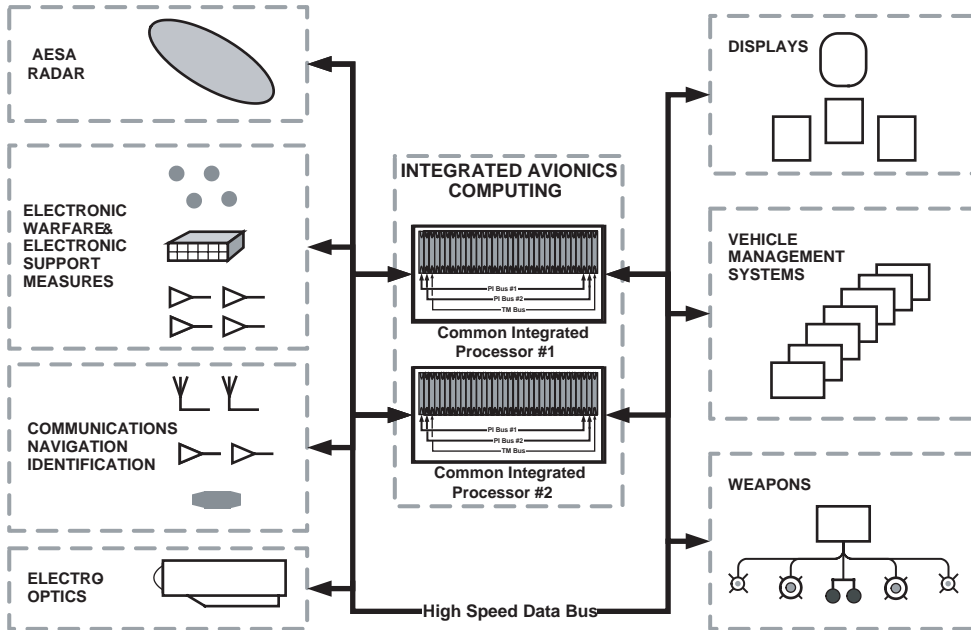 AESA
RADAR
ELECTRONIC
WARFARE&
ELECTRONIC
SUPPORT
MEASURES
COMMUNICATIONS
NAVIGATION
IDENTIFICATION
ELECTRO-
OPTICS
INTEGRATED AVIONICS
COMPUTING
PI Bus #1
PI Bus #2
TM Bus
Common Integrated
Processor #1
PI Bus #1
PI Bus #2
TM Bus
Common Integrated
Processor #2
High Speed Data Bus
DISPLAYS
VEHICLE
MANAGEMENT
SYSTEMS
WEAPONS